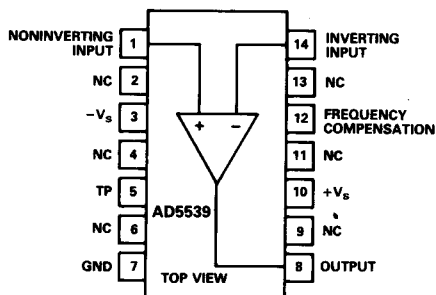 NONINVERTING
INPUT
1
14
INVERTING
INPUT
NC
2
13
NC
−Vs
3
12
FREQUENCY
COMPENSATION
+ −
NC
4
11
NC
TP
5
10
+Vs
AD5539
NC
6
9
NC
GND
7
8
OUTPUT
TOP VIEW